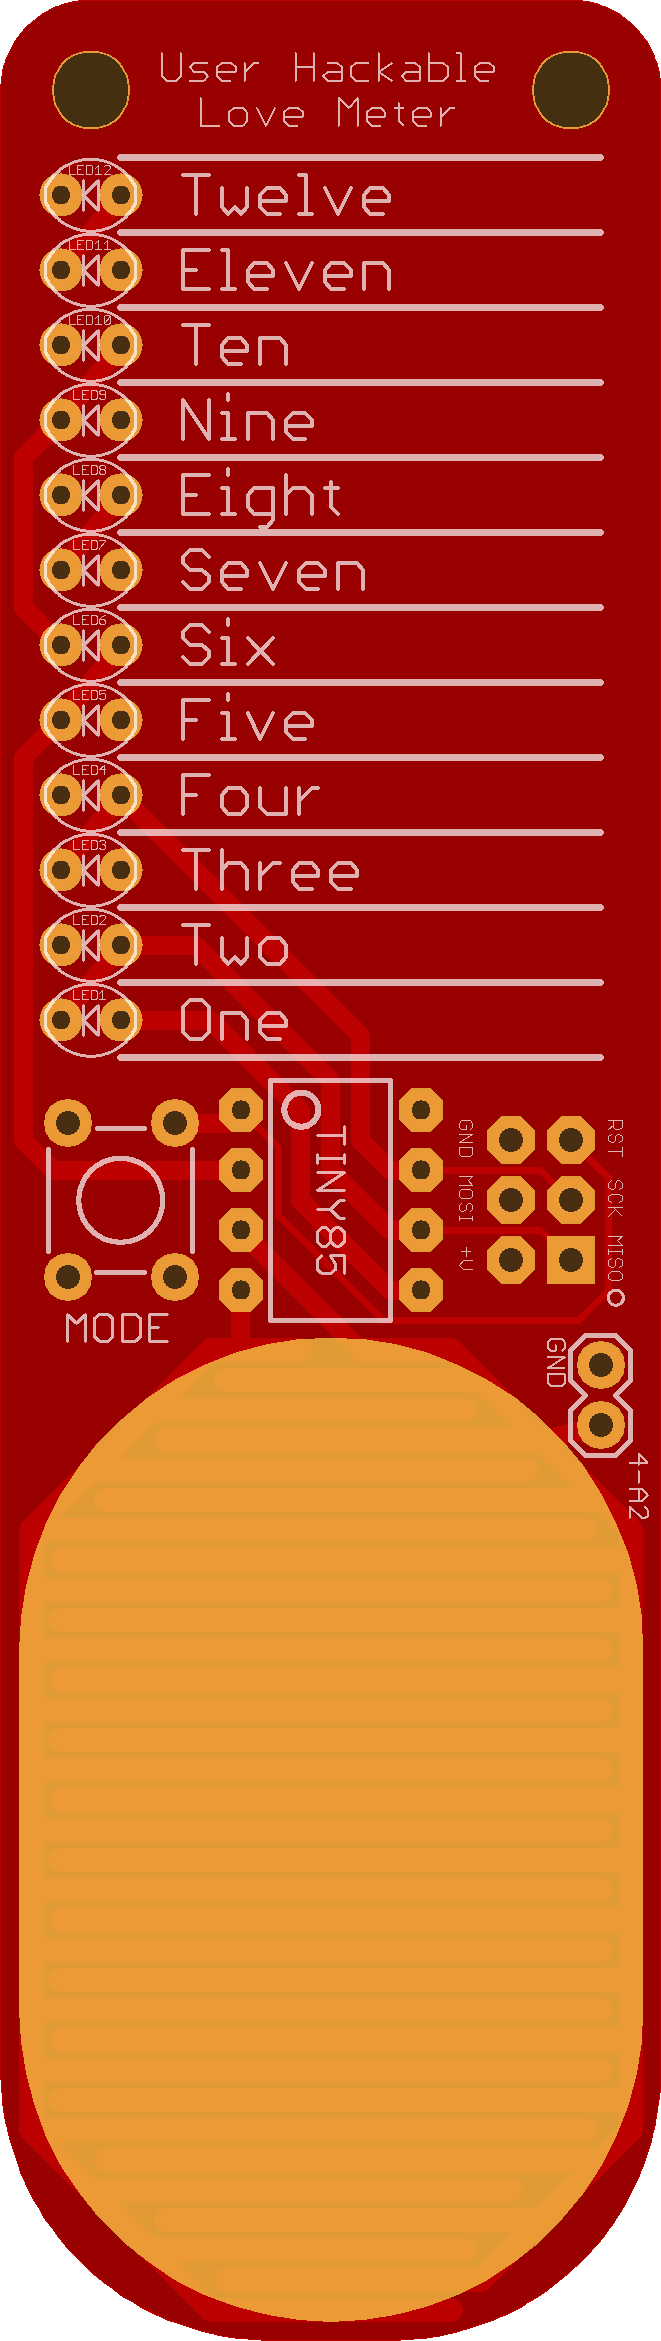 User Hackable
Love Meter
LED12
Twelve
LED11
Eleven
LED10
Ten
LED9
Nine
LED8
Eight
LED7
Seven
LED6
Six
LED5
Five
LED4
Four
LED3
Three
LED2
Two
LED1
One
TINY85
GND MOSI +V
RST SCK MISO
MODE
GND
4-A2